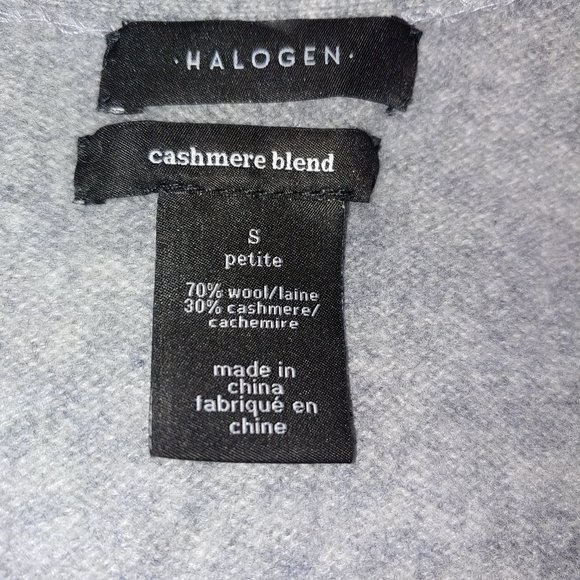 ·HALOGEN·
cashmere blend
S
petite
70% wool/laine
30% cashmere/
cachemire
made in
china
fabriqué en
chine